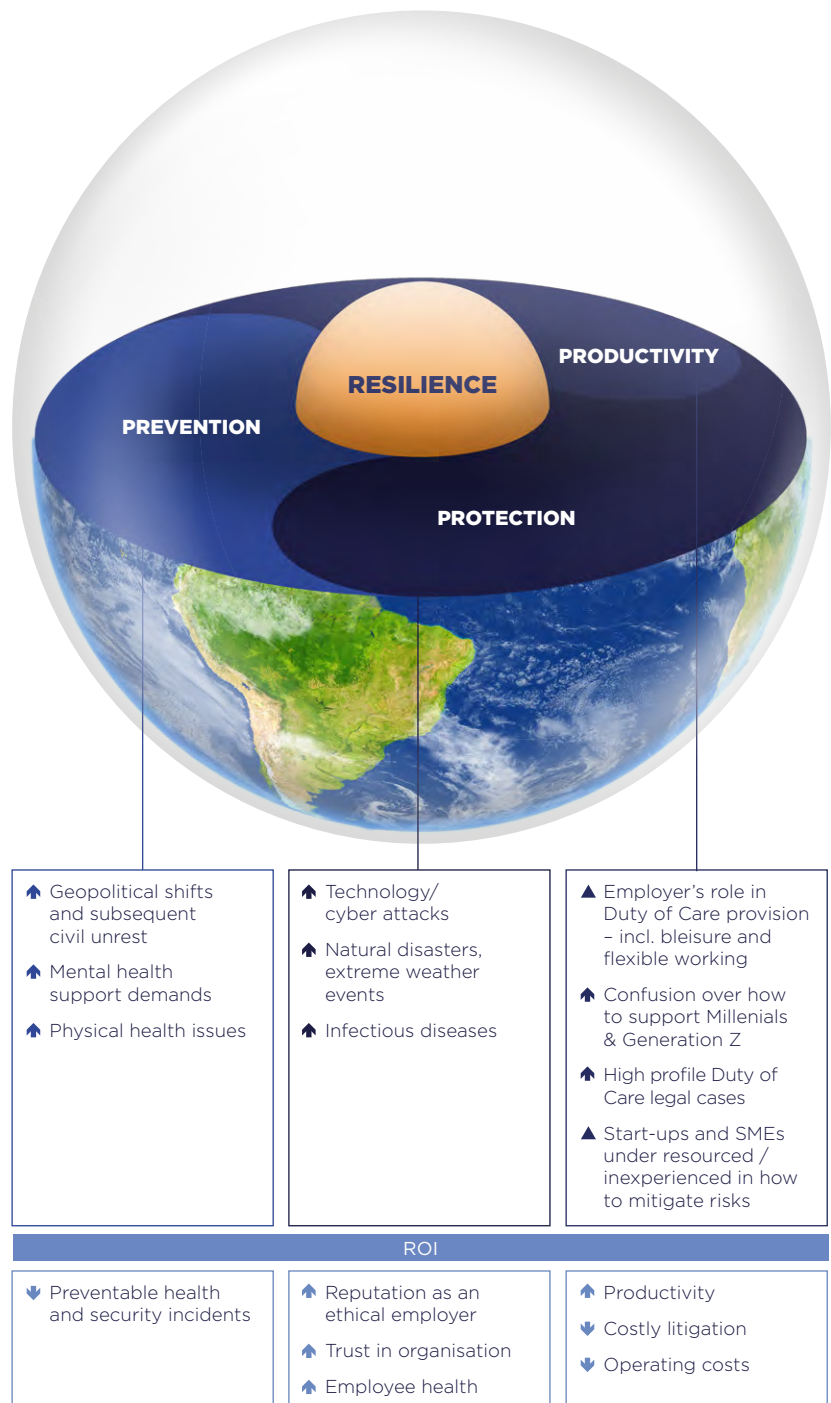 RESILIENCE
PRODUCTIVITY
PREVENTION
PROTECTION
Geopolitical shifts
and subsequent
civil unrest
Mental health
support demands
Physical health issues
Technology/
cyber attacks
Natural disasters,
extreme weather
events
Infectious diseases
Employer’s role in
Duty of Care provision
– incl. bleisure and
flexible working
Confusion over how
to support Millenials
& Generation Z
High profile Duty of
Care legal cases
Start-ups and SMEs
under resourced /
inexperienced in how
to mitigate risks
ROI
Preventable health
and security incidents
Reputation as an
ethical employer
Trust in organisation
Employee health
Productivity
Costly litigation
Operating costs